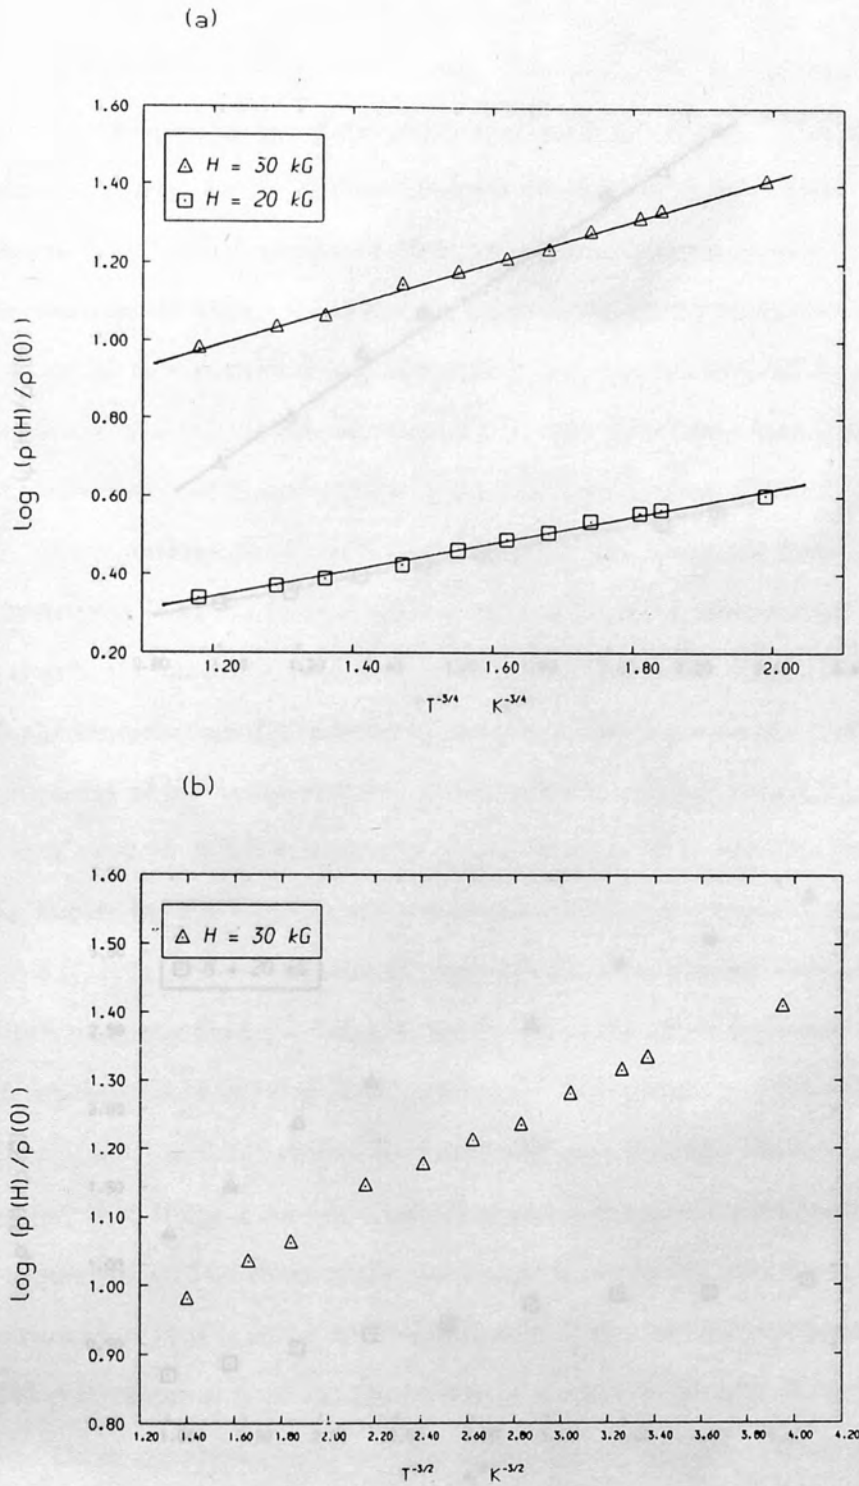 (a)
1.60
△ H = 30 kG
⊡ H = 20 kG
1.40
1.20
1.00
0.80
0.60
0.40
0.20
Log (ρ(H)/ρ(0))
1.20 1.40 1.60 1.80 2.00
T⁻³/⁴ K⁻³/⁴
(b)
1.60
△ H = 30 kG
1.50
1.40
1.30
1.20
1.10
1.00
0.90
0.80
Log (ρ(H)/ρ(0))
1.20 1.40 1.60 1.80 2.00 2.20 2.40 2.60 2.80 3.00 3.20 3.40 3.60 3.80 4.00 4.20
T⁻³/² K⁻³/²